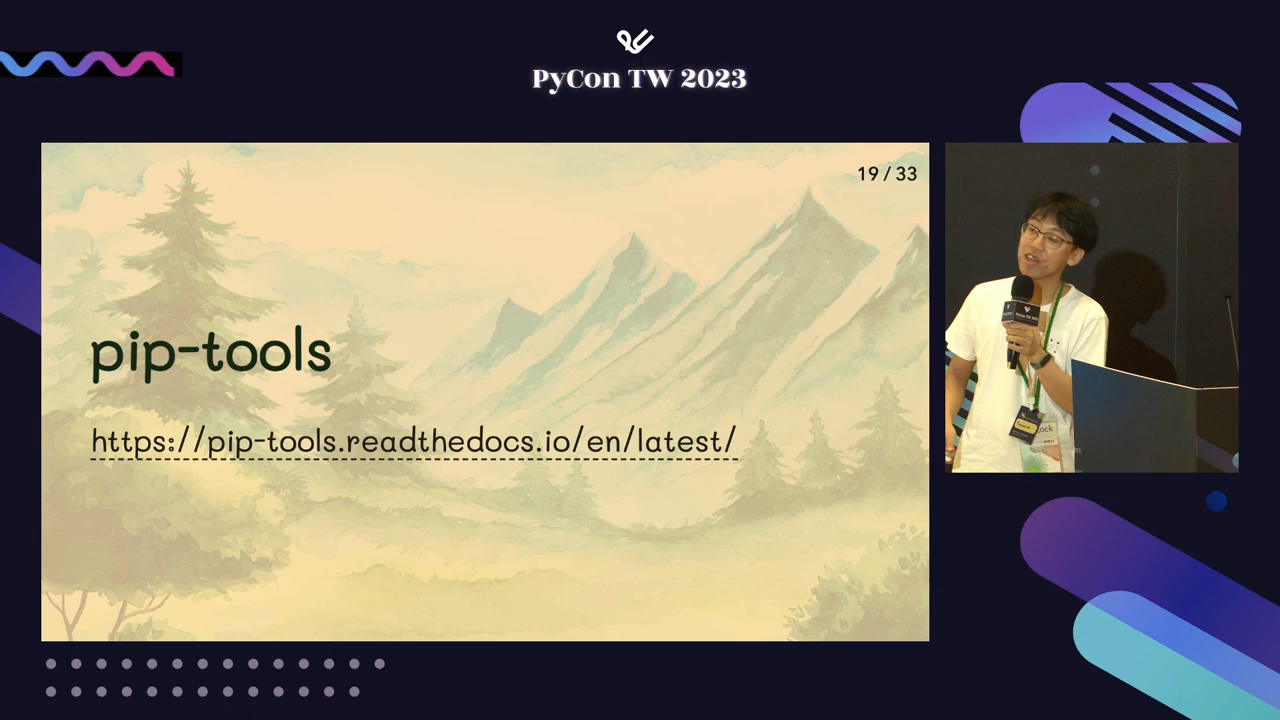 PyCon TW 2023
19 / 33
pip-tools
https://pip-tools.readthedocs.io/en/latest/